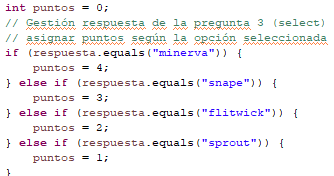 int puntos = 0;
// Gestión respuesta de la pregunta 3 (select)
// asignar puntos según la opción seleccionada
if (respuesta.equals("minerva")) {
    puntos = 4;
} else if (respuesta.equals("snape")) {
    puntos = 3;
} else if (respuesta.equals("flitwick")) {
    puntos = 2;
} else if (respuesta.equals("sprout")) {
    puntos = 1;
}